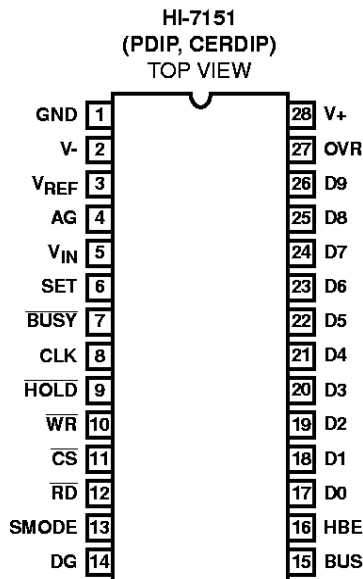 HI-7151
(PDIP, CERDIP)
TOP VIEW
GND 1 28 V+
V- 2 27 OVR
VREF 3 26 D9
AG 4 25 D8
VIN 5 24 D7
SET 6 23 D6
BUSY 7 22 D5
CLK 8 21 D4
HOLD 9 20 D3
WR 10 19 D2
CS 11 18 D1
RD 12 17 D0
SMODE 13 16 HBE
DG 14 15 BUS